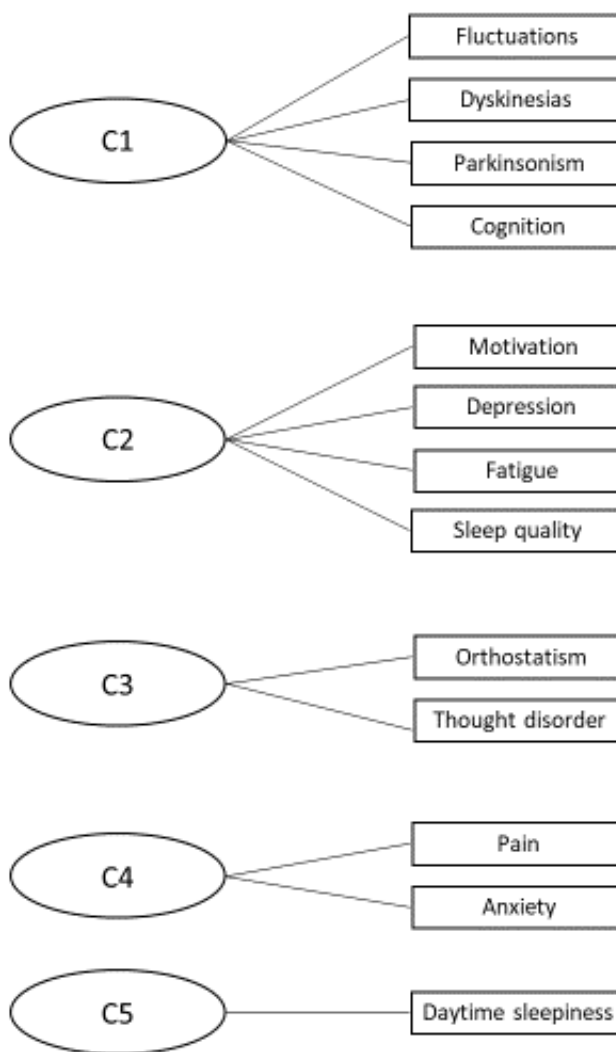 Fluctuations
Dyskinesias
C1
Parkinsonism
Cognition
Motivation
Depression
C2
Fatigue
Sleep quality
Orthostatism
C3
Thought disorder
Pain
C4
Anxiety
C5
Daytime sleepiness